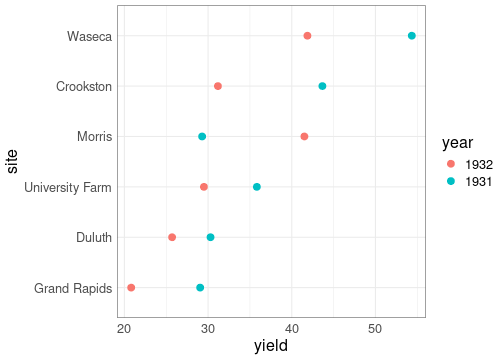 Waseca
Crookston
Morris
University Farm
Duluth
Grand Rapids
site
20 30 40 50
yield
year
1932
1931